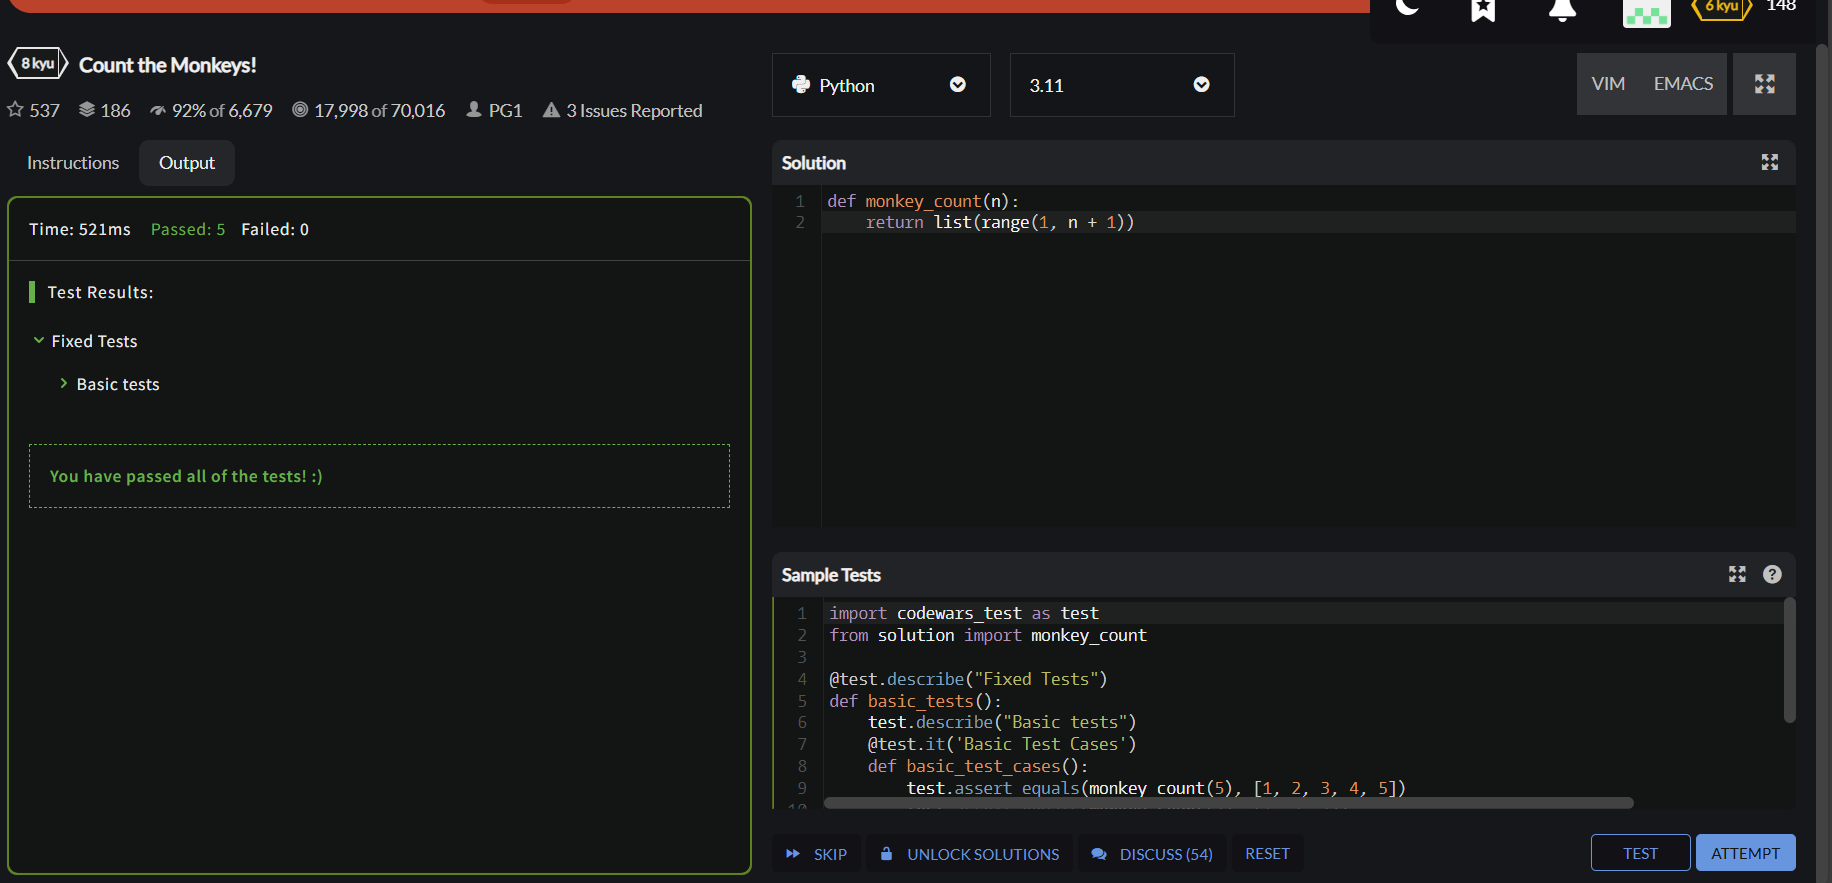 6 kyu 148
8 kyu Count the Monkeys!
537 186 92% of 6,679 17,998 of 70,016 PG1 3 Issues Reported
Instructions Output
Time: 521ms Passed: 5 Failed: 0
Test Results:
Fixed Tests
Basic tests
You have passed all of the tests! :)
Python 3.11 VIM EMACS
Solution
1 def monkey_count(n):
2 return list(range(1, n + 1))
Sample Tests ?
1 import codewars_test as test
2 from solution import monkey_count
3
4 @test.describe("Fixed Tests")
5 def basic_tests():
6 test.describe("Basic tests")
7 @test.it('Basic Test Cases')
8 def basic_test_cases():
9 test.assert_equals(monkey_count(5), [1, 2, 3, 4, 5])
10
SKIP UNLOCK SOLUTIONS DISCUSS (54) RESET TEST ATTEMPT